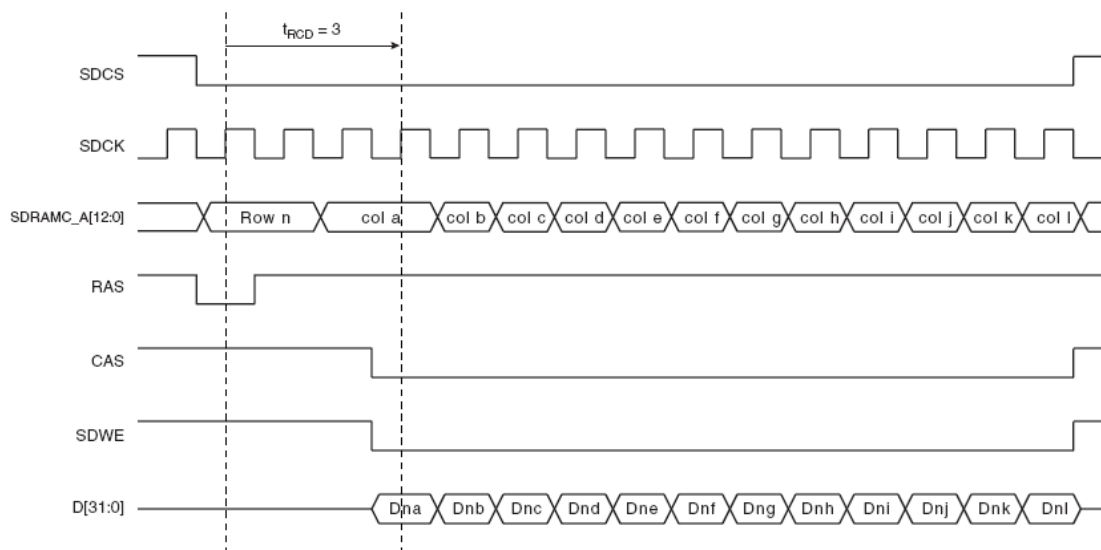 tRCD = 3
SDCS
SDCK
SDRAMC_A[12:0] Row n col a col b col c col d col e col f col g col h col i col j col k col l
RAS
CAS
SDWE
D[31:0] Dna Dnb Dnc Dnd Dne Dnf Dng Dnh Dni Dnj Dnk Dnl